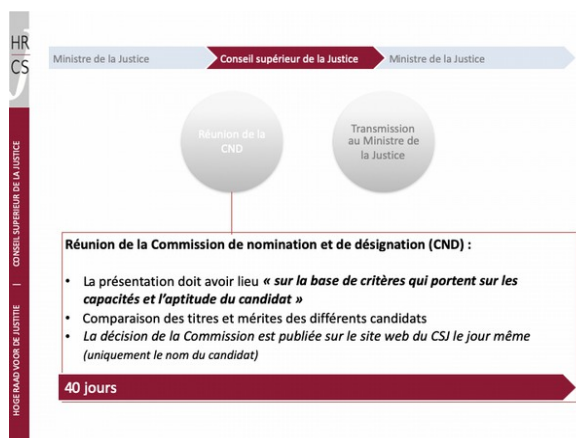 HR
CS
Ministre de la Justice
Conseil supérieur de la Justice
Ministre de la Justice
Réunion de la
CND
Transmission
au Ministre de
la Justice
Réunion de la Commission de nomination et de désignation (CND) :
• La présentation doit avoir lieu « sur la base de critères qui portent sur les
capacités et l'aptitude du candidat »
• Comparaison des titres et mérites des différents candidats
• La décision de la Commission est publiée sur le site web du CSJ le jour même
(uniquement le nom du candidat)
40 jours
HOGE RAAD VOOR DE JUSTITIE | CONSEIL SUPERIEUR DE LA JUSTICE